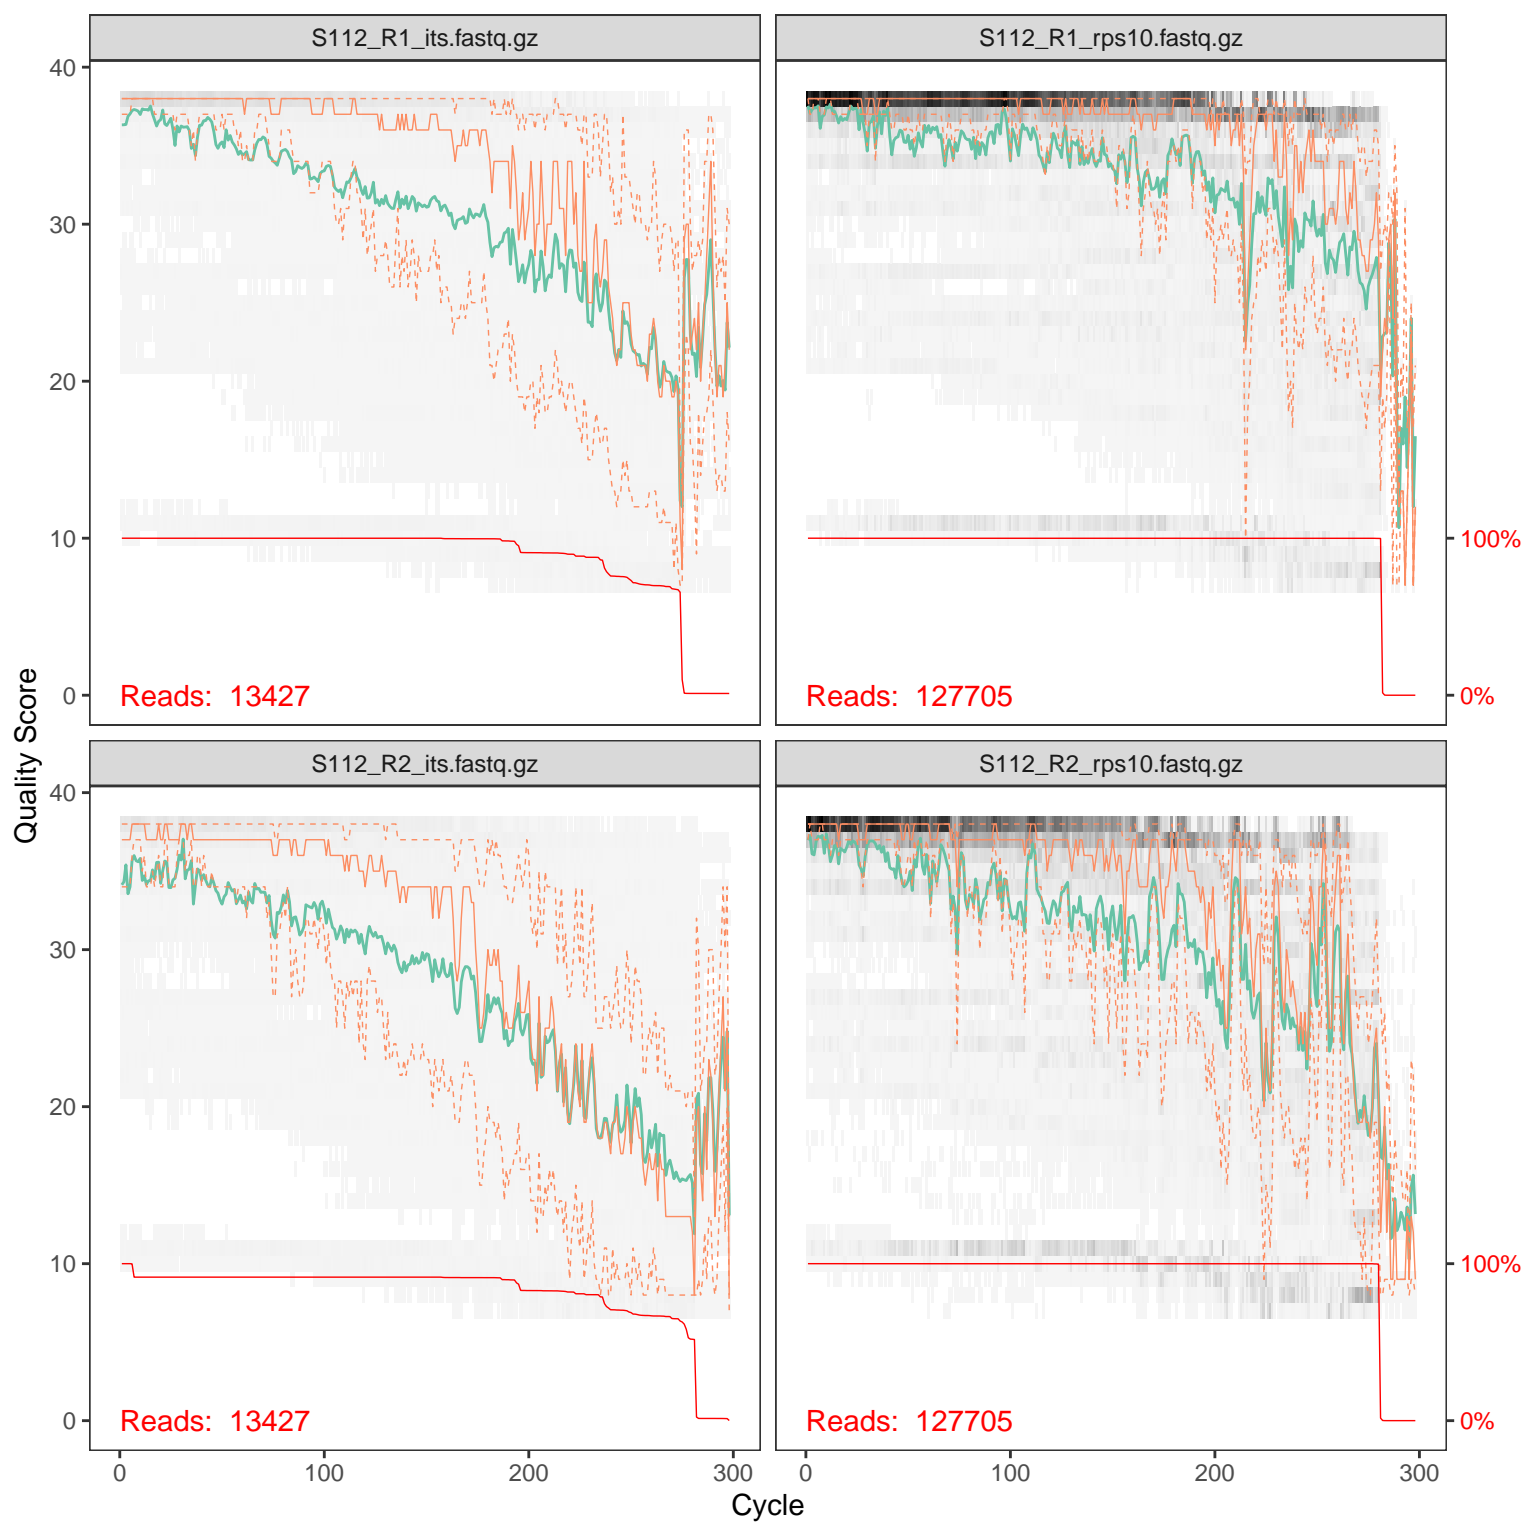 S112_R1_its.fastq.gz
S112_R1_rps10.fastq.gz
40
30
20
10
0
100%
0%
Reads: 13427
Reads: 127705
Quality Score
S112_R2_its.fastq.gz
S112_R2_rps10.fastq.gz
40
30
20
10
0
100%
0%
Reads: 13427
Reads: 127705
0 100 200 300
0 100 200 300
Cycle